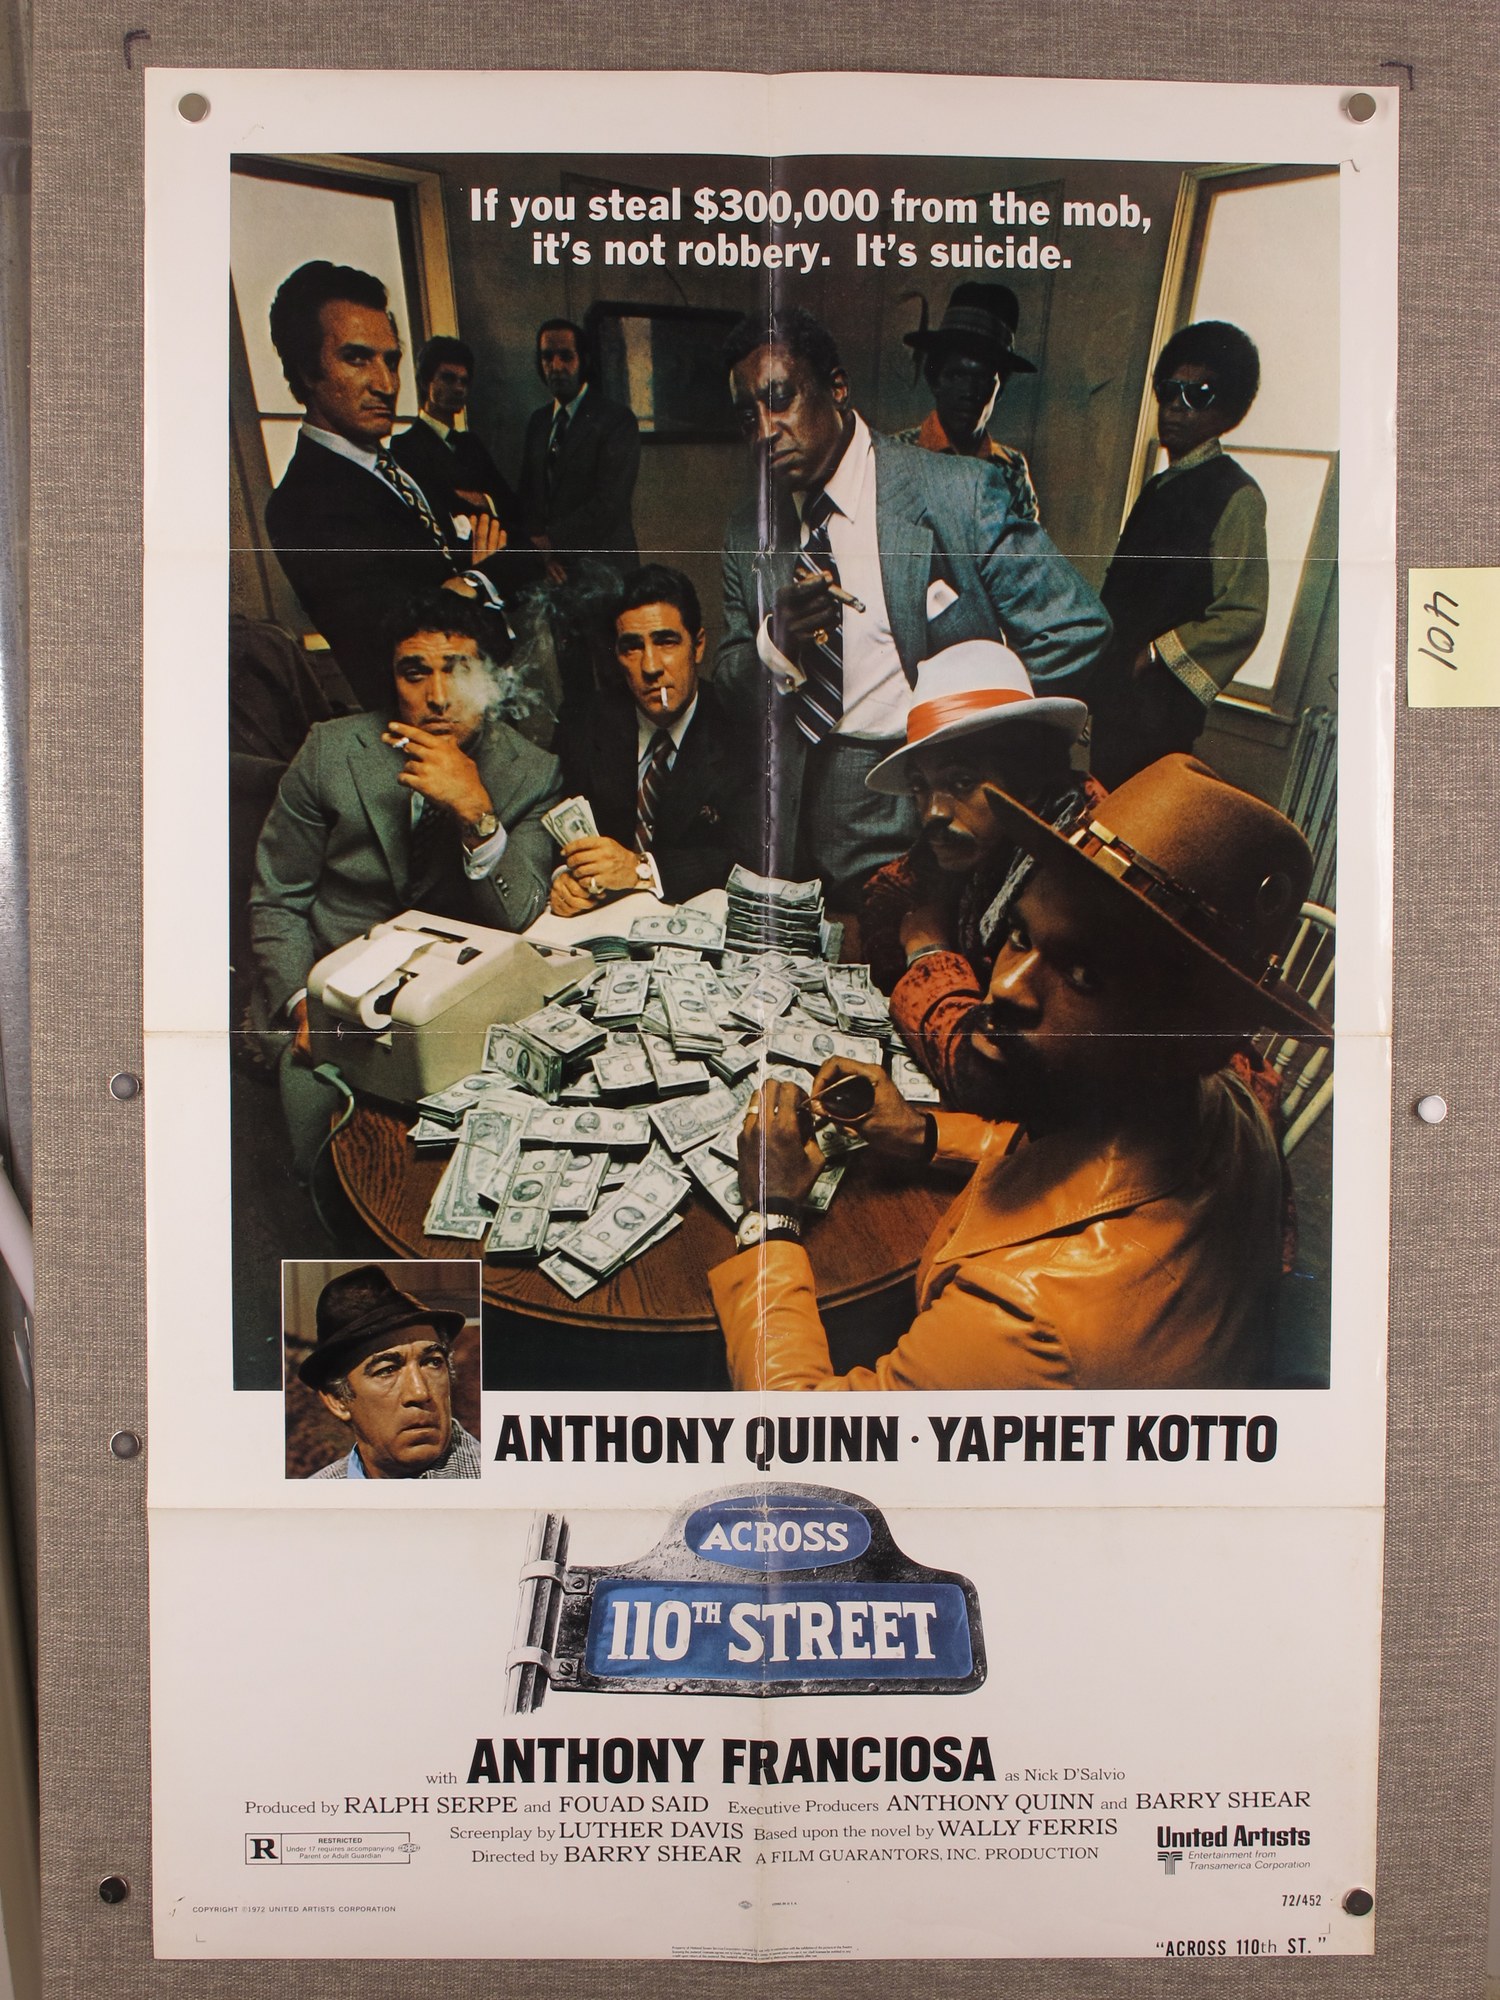 If you steal $300,000 from the mob,
it's not robbery. It's suicide.
401
ANTHONY QUINN · YAPHET KOTTO
ACROSS
110TH STREET
with ANTHONY FRANCIOSA as Nick D'Salvio
Produced by RALPH SERPE and FOUAD SAID Executive Producers ANTHONY QUINN and BARRY SHEAR
Screenplay by LUTHER DAVIS Based upon the novel by WALLY FERRIS
Directed by BARRY SHEAR A FILM GUARANTORS, INC. PRODUCTION
R RESTRICTED
Under 17 requires accompanying
Parent or Adult Guardian
United Artists
Entertainment from
Transamerica Corporation
COPYRIGHT ©1972 UNITED ARTISTS CORPORATION
72/452
"ACROSS 110th ST."